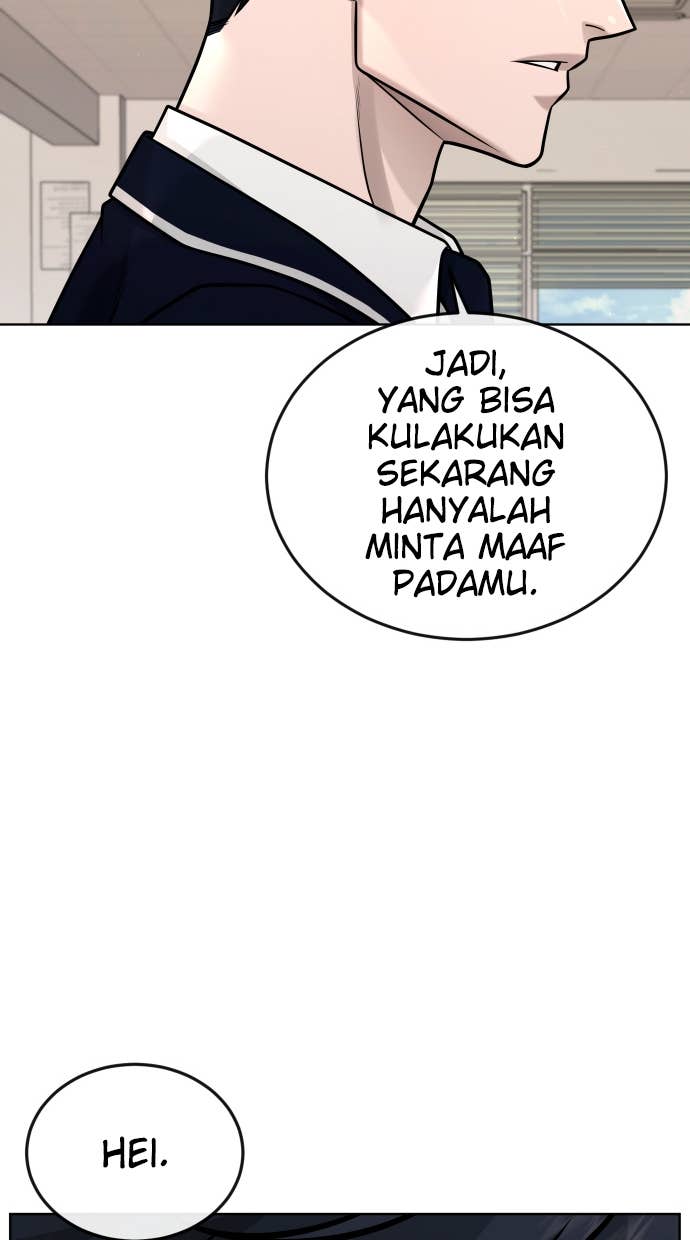 JADI,
YANG BISA
KULAKUKAN
SEKARANG
HANYALAH
MINTA MAAF
PADAMU.
HEI.